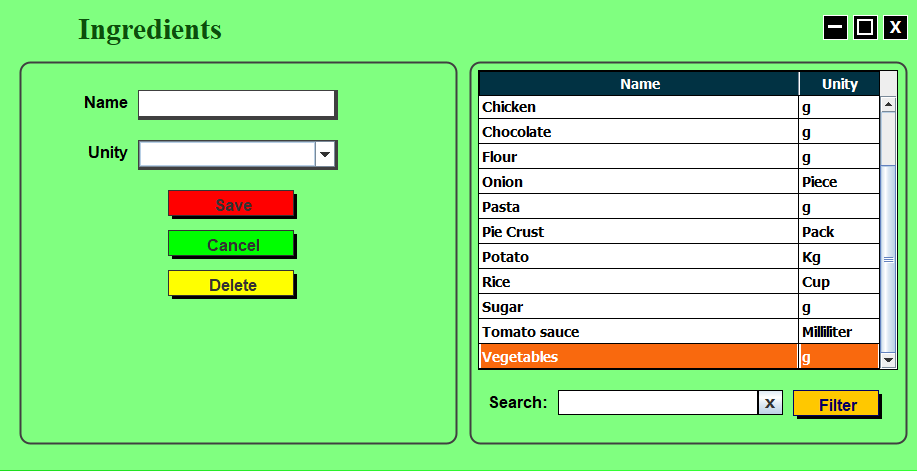 Ingredients
X
Name
Unity
Save
Cancel
Delete
Name Unity
Chicken g
Chocolate g
Flour g
Onion Piece
Pasta g
Pie Crust Pack
Potato Kg
Rice Cup
Sugar g
Tomato sauce Milliliter
Vegetables g
Search: x Filter